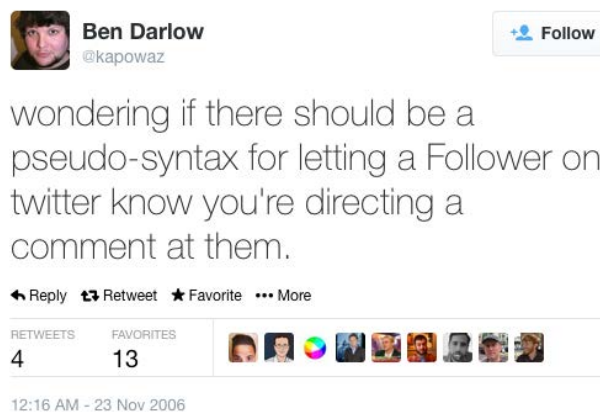 Ben Darlow
@kapowaz
Follow
wondering if there should be a
pseudo-syntax for letting a Follower on
twitter know you're directing a
comment at them.
Reply Retweet Favorite More
RETWEETS FAVORITES
4 13
12:16 AM - 23 Nov 2006